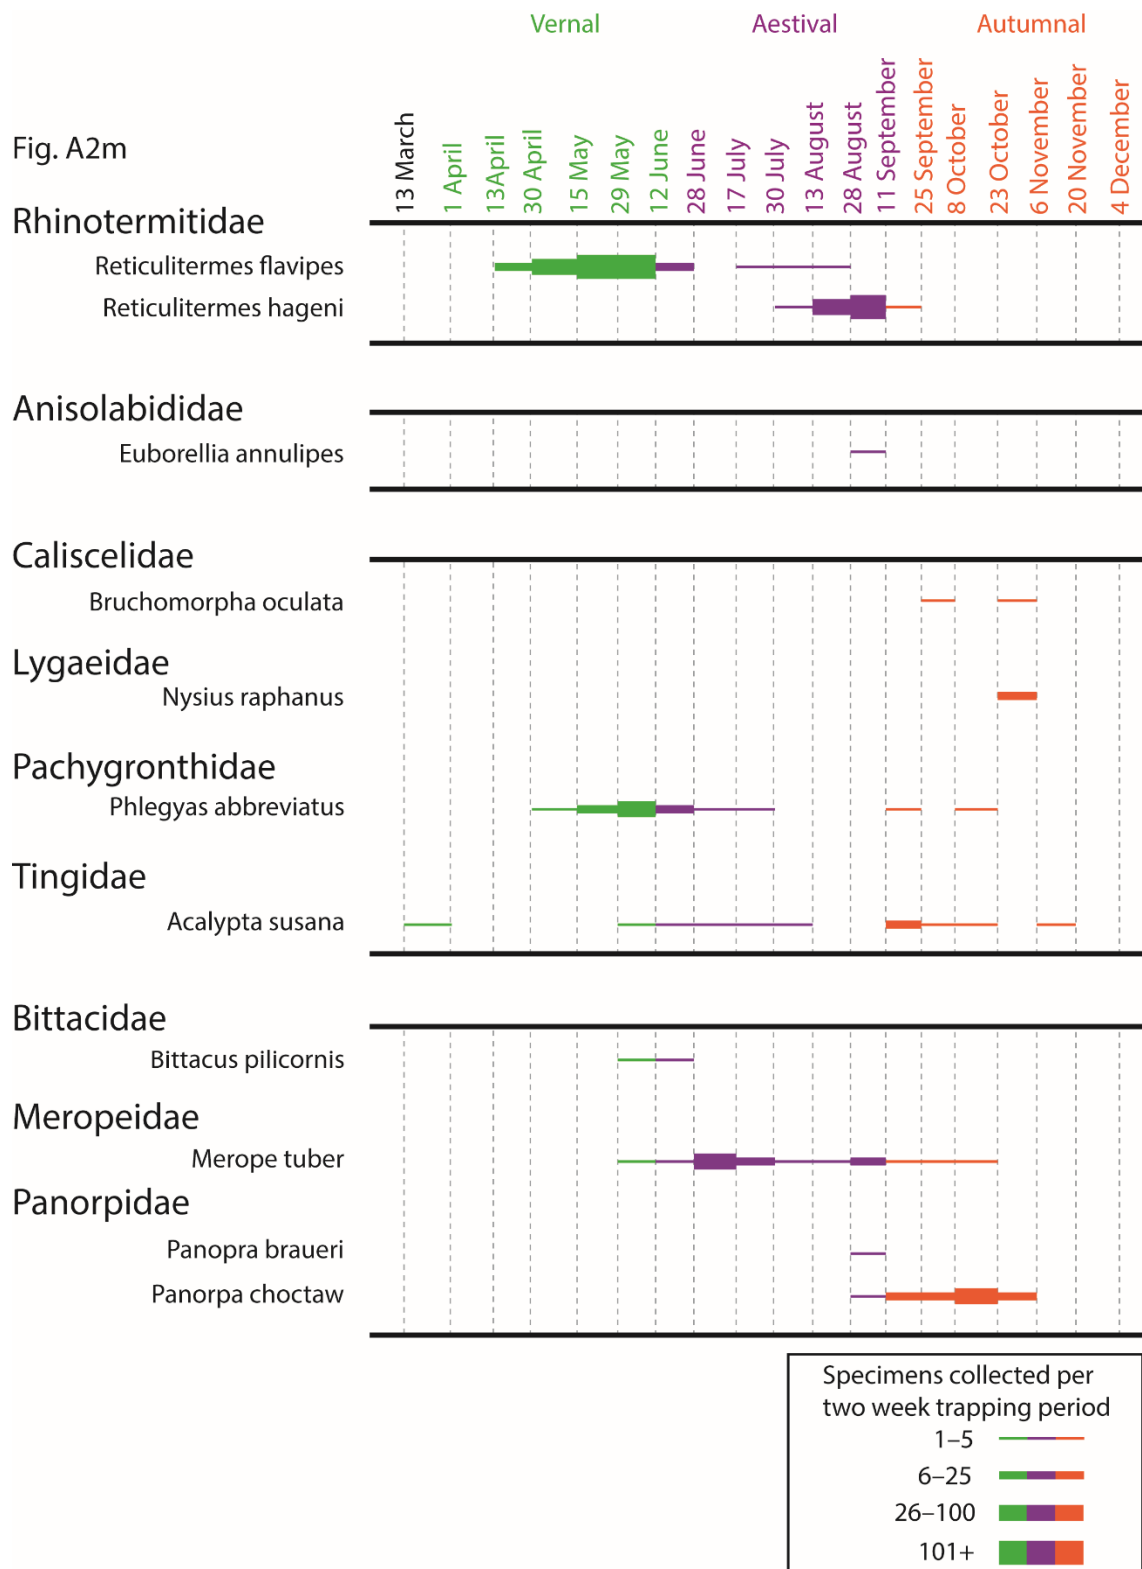 Vernal Aestival Autumnal
Fig. A2m
13 March
1 April
13April
30 April
15 May
29 May
12 June
28 June
17 July
30 July
13 August
28 August
11 September
25 September
8 October
23 October
6 November
20 November
4 December
Rhinotermitidae
Reticulitermes flavipes
Reticulitermes hageni
Anisolabididae
Euborellia annulipes
Caliscelidae
Bruchomorpha oculata
Lygaeidae
Nysius raphanus
Pachygronthidae
Phlegyas abbreviatus
Tingidae
Acalypta susana
Bittacidae
Bittacus pilicornis
Meropeidae
Merope tuber
Panorpidae
Panopra braueri
Panorpa choctaw
Specimens collected per
two week trapping period
1–5
6–25
26–100
101+